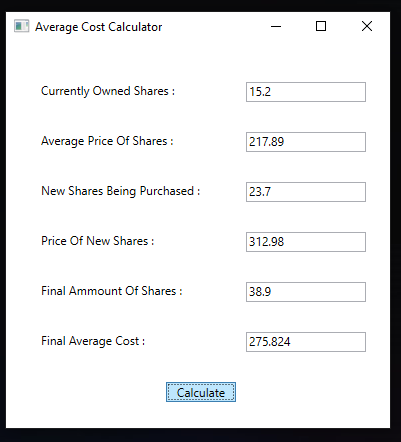 Average Cost Calculator
Currently Owned Shares : 15.2
Average Price Of Shares : 217.89
New Shares Being Purchased : 23.7
Price Of New Shares : 312.98
Final Ammount Of Shares : 38.9
Final Average Cost : 275.824
Calculate